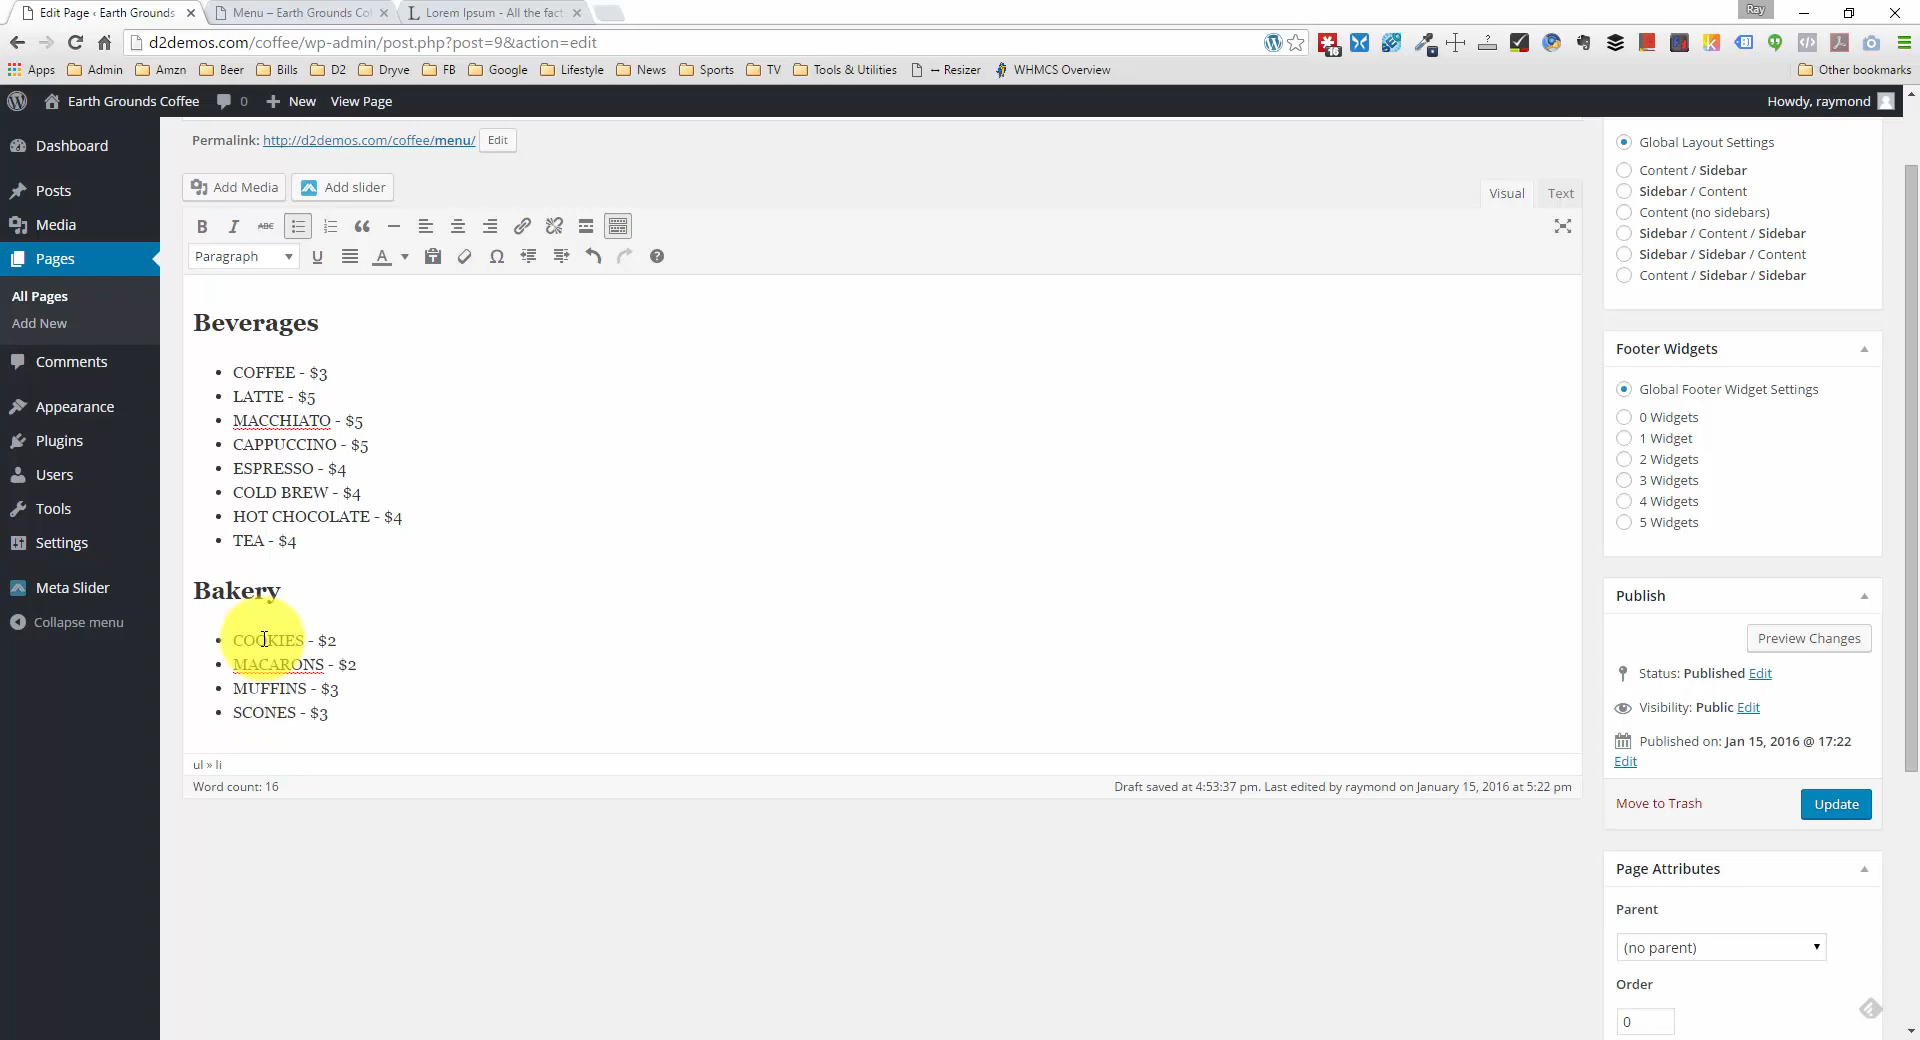 Edit Page ‹ Earth Grounds
Menu – Earth Grounds Co
Lorem Ipsum - All the fact
Ray
d2demos.com/coffee/wp-admin/post.php?post=9&action=edit
16
Apps
Admin
Amzn
Beer
Bills
D2
Dryve
FB
Google
Lifestyle
News
Sports
TV
Tools & Utilities
↔ Resizer
WHMCS Overview
Other bookmarks
Earth Grounds Coffee
0
New
View Page
Howdy, raymond
Dashboard
Posts
Media
Pages
All Pages
Add New
Comments
Appearance
Plugins
Users
Tools
Settings
Meta Slider
Collapse menu
Permalink: http://d2demos.com/coffee/menu/ Edit
Add Media
Add slider
Visual
Text
B I ABC
Paragraph
U A Ω
Beverages
• COFFEE - $3
• LATTE - $5
• MACCHIATO - $5
• CAPPUCCINO - $5
• ESPRESSO - $4
• COLD BREW - $4
• HOT CHOCOLATE - $4
• TEA - $4
Bakery
• COOKIES - $2
• MACARONS - $2
• MUFFINS - $3
• SCONES - $3
ul » li
Word count: 16
Draft saved at 4:53:37 pm. Last edited by raymond on January 15, 2016 at 5:22 pm
Global Layout Settings
Content / Sidebar
Sidebar / Content
Content (no sidebars)
Sidebar / Content / Sidebar
Sidebar / Sidebar / Content
Content / Sidebar / Sidebar
Footer Widgets
Global Footer Widget Settings
0 Widgets
1 Widget
2 Widgets
3 Widgets
4 Widgets
5 Widgets
Publish
Preview Changes
Status: Published Edit
Visibility: Public Edit
Published on: Jan 15, 2016 @ 17:22
Edit
Move to Trash
Update
Page Attributes
Parent
(no parent)
Order
0